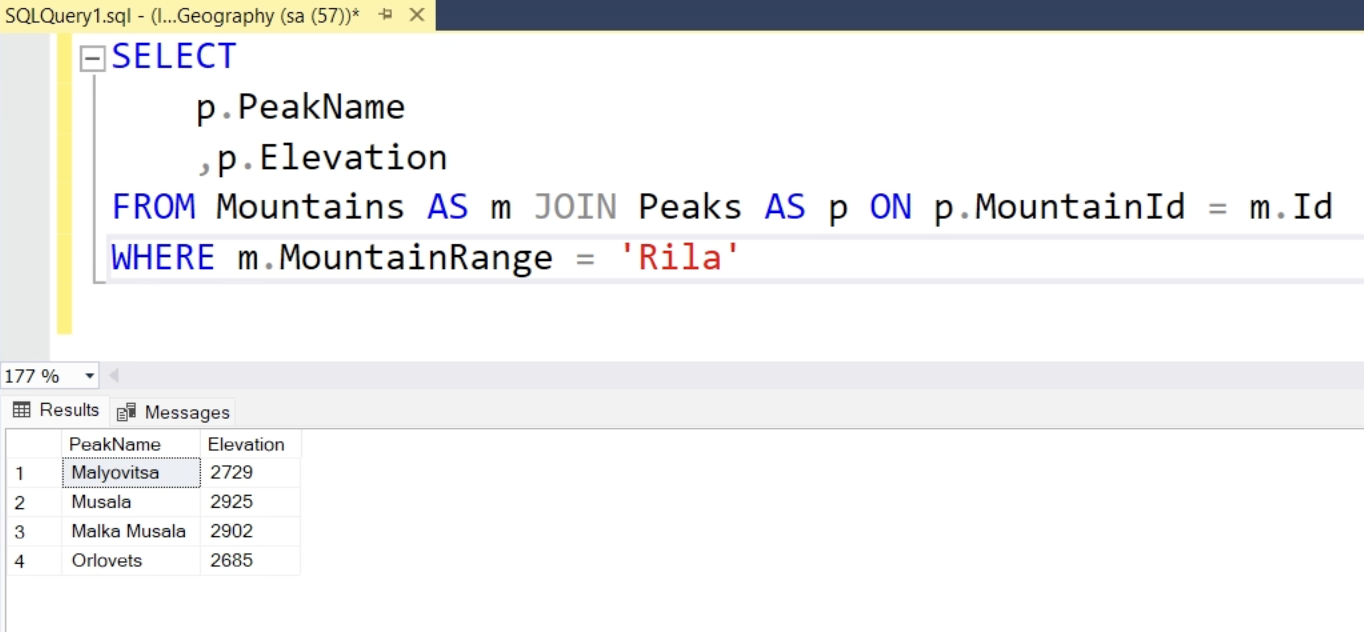 SQLQuery1.sql - (l...Geography (sa (57))*
SELECT
p.PeakName
,p.Elevation
FROM Mountains AS m JOIN Peaks AS p ON p.MountainId = m.Id
WHERE m.MountainRange = 'Rila'
177 %
Results Messages
PeakName Elevation
1 Malyovitsa 2729
2 Musala 2925
3 Malka Musala 2902
4 Orlovets 2685